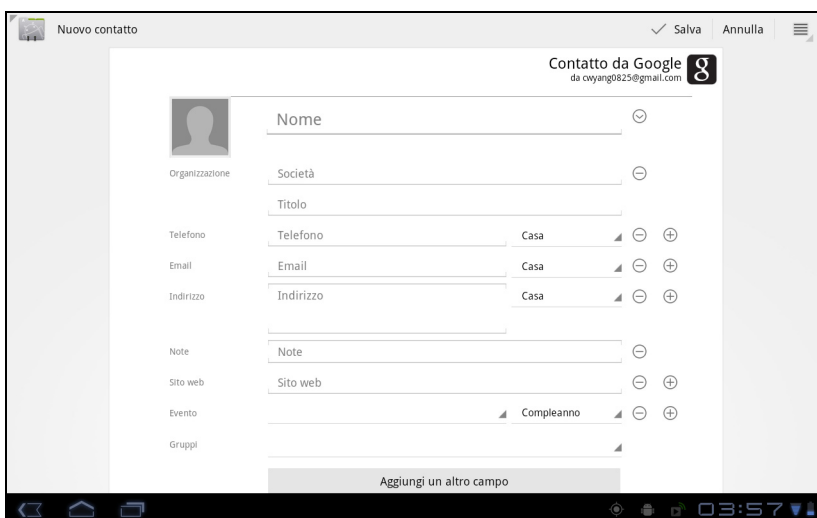 Nuovo contatto Salva Annulla
Contatto da Google
da cwyang0825@gmail.com
Nome
Organizzazione Società
Titolo
Telefono Telefono Casa
Email Email Casa
Indirizzo Indirizzo Casa
Note Note
Sito web Sito web
Evento Compleanno
Gruppi
Aggiungi un altro campo
03:57